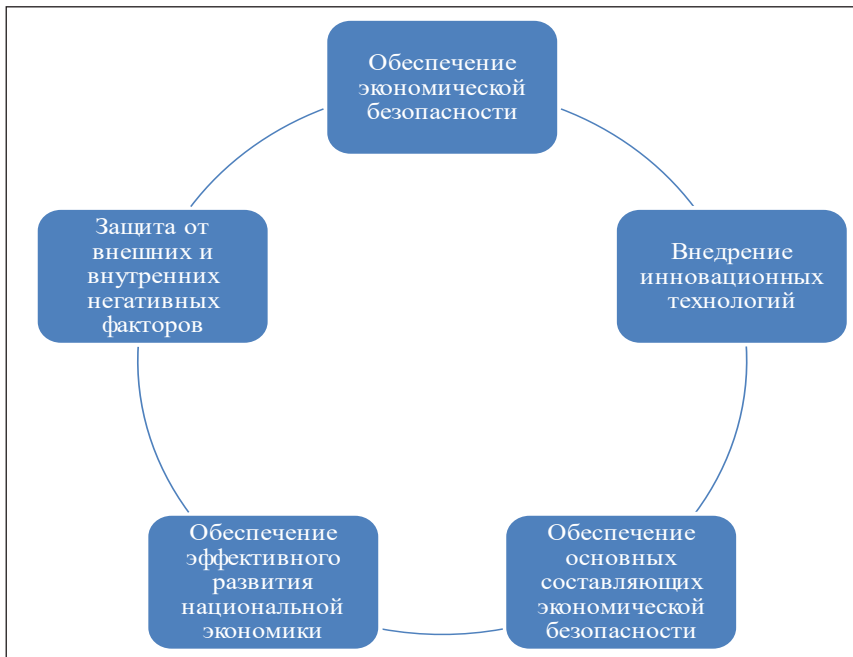 Обеспечение
экономической
безопасности
Внедрение
инновационных
технологий
Обеспечение
основных
составляющих
экономической
безопасности
Обеспечение
эффективного
развития
национальной
экономики
Защита от
внешних и
внутренних
негативных
факторов